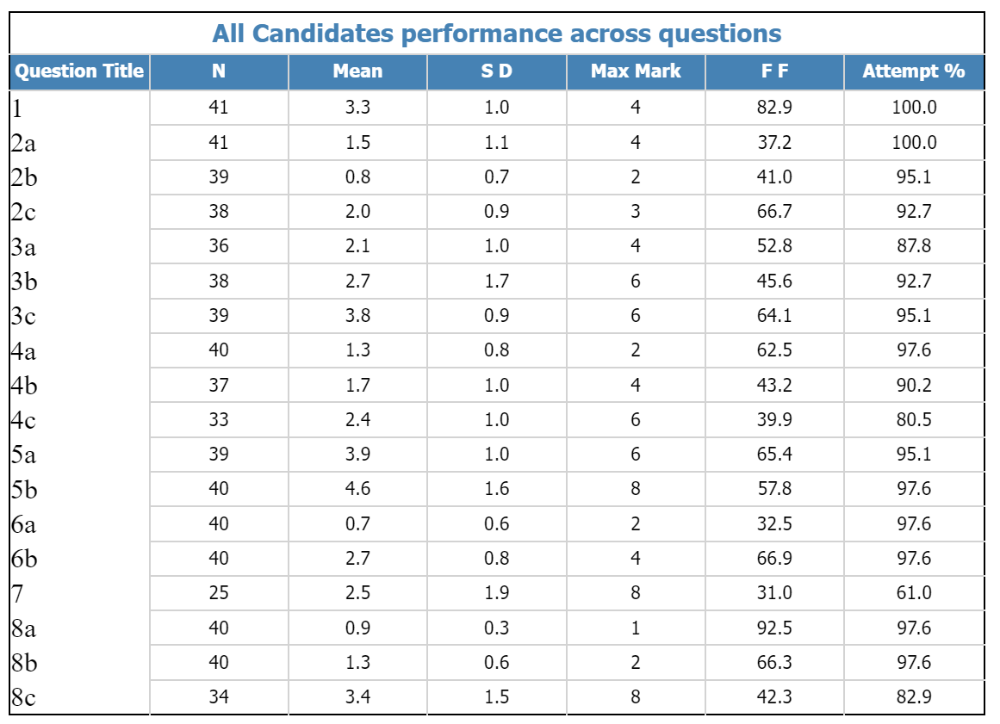 All Candidates performance across questions
Question Title N Mean S D Max Mark F F Attempt %
1 41 3.3 1.0 4 82.9 100.0
2a 41 1.5 1.1 4 37.2 100.0
2b 39 0.8 0.7 2 41.0 95.1
2c 38 2.0 0.9 3 66.7 92.7
3a 36 2.1 1.0 4 52.8 87.8
3b 38 2.7 1.7 6 45.6 92.7
3c 39 3.8 0.9 6 64.1 95.1
4a 40 1.3 0.8 2 62.5 97.6
4b 37 1.7 1.0 4 43.2 90.2
4c 33 2.4 1.0 6 39.9 80.5
5a 39 3.9 1.0 6 65.4 95.1
5b 40 4.6 1.6 8 57.8 97.6
6a 40 0.7 0.6 2 32.5 97.6
6b 40 2.7 0.8 4 66.9 97.6
7 25 2.5 1.9 8 31.0 61.0
8a 40 0.9 0.3 1 92.5 97.6
8b 40 1.3 0.6 2 66.3 97.6
8c 34 3.4 1.5 8 42.3 82.9